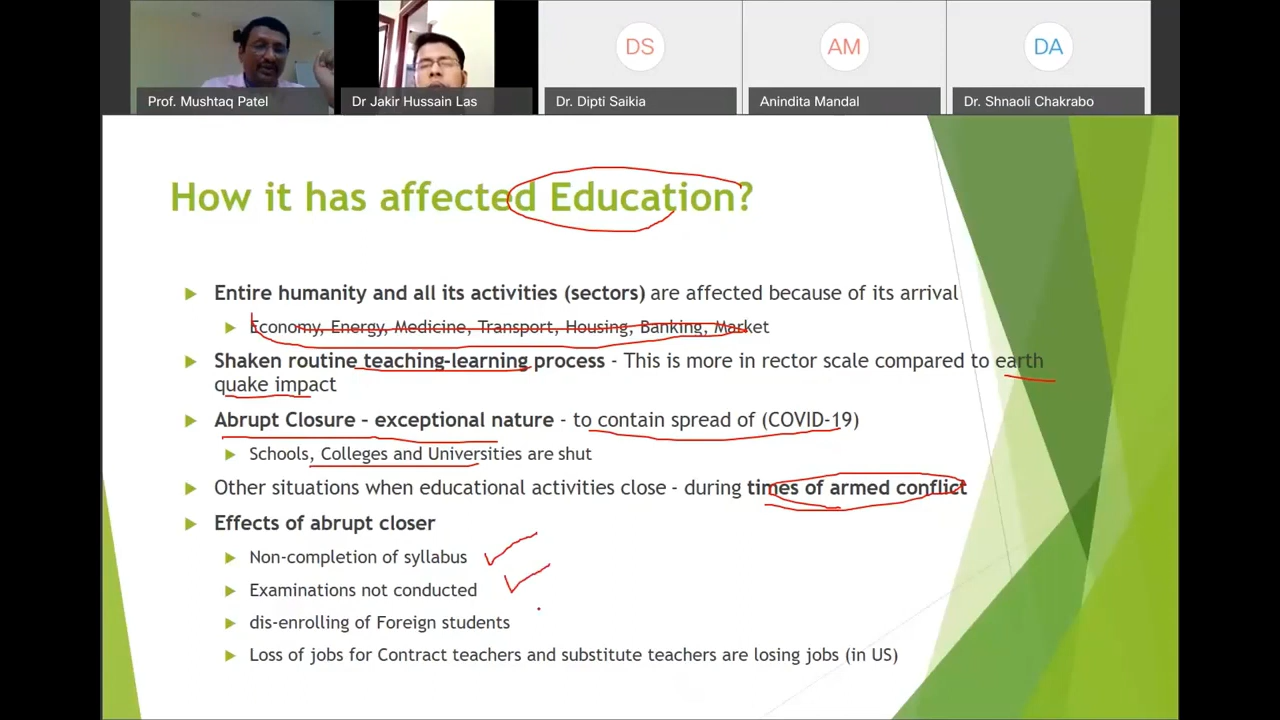 DS
AM
DA
Prof. Mushtaq Patel
Dr Jakir Hussain Las
Dr. Dipti Saikia
Anindita Mandal
Dr. Shnaoli Chakrabo
How it has affected Education?
Entire humanity and all its activities (sectors) are affected because of its arrival
Economy, Energy, Medicine, Transport, Housing, Banking, Market
Shaken routine teaching-learning process - This is more in rector scale compared to earth
quake impact
Abrupt Closure - exceptional nature - to contain spread of (COVID-19)
Schools, Colleges and Universities are shut
Other situations when educational activities close - during times of armed conflict
Effects of abrupt closer
Non-completion of syllabus
Examinations not conducted
dis-enrolling of Foreign students
Loss of jobs for Contract teachers and substitute teachers are losing jobs (in US)